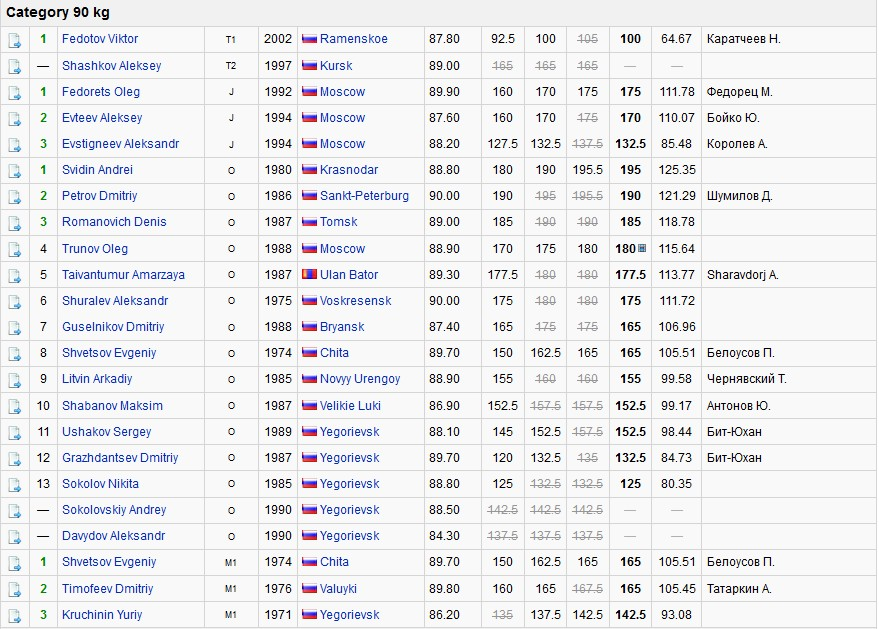 Category 90 kg
1 Fedotov Viktor T1 2002 Ramenskoe 87.80 92.5 100 105 100 64.67 Каратчеев Н.
— Shashkov Aleksey T2 1997 Kursk 89.00 165 165 165 — —
1 Fedorets Oleg J 1992 Moscow 89.90 160 170 175 175 111.78 Федорец М.
2 Evteev Aleksey J 1994 Moscow 87.60 160 170 175 170 110.07 Бойко Ю.
3 Evstigneev Aleksandr J 1994 Moscow 88.20 127.5 132.5 137.5 132.5 85.48 Королев А.
1 Svidin Andrei O 1980 Krasnodar 88.80 180 190 195.5 195 125.35
2 Petrov Dmitriy O 1986 Sankt-Peterburg 90.00 190 195 195.5 190 121.29 Шумилов Д.
3 Romanovich Denis O 1987 Tomsk 89.00 185 190 190 185 118.78
4 Trunov Oleg O 1988 Moscow 88.90 170 175 180 180 115.64
5 Taivantumur Amarzaya O 1987 Ulan Bator 89.30 177.5 180 180 177.5 113.77 Sharavdorj A.
6 Shuralev Aleksandr O 1975 Voskresensk 90.00 175 180 180 175 111.72
7 Guselnikov Dmitriy O 1988 Bryansk 87.40 165 175 175 165 106.96
8 Shvetsov Evgeniy O 1974 Chita 89.70 150 162.5 165 165 105.51 Белоусов П.
9 Litvin Arkadiy O 1985 Novyy Urengoy 88.90 155 160 160 155 99.58 Чернявский Т.
10 Shabanov Maksim O 1987 Velikie Luki 86.90 152.5 157.5 157.5 152.5 99.17 Антонов Ю.
11 Ushakov Sergey O 1989 Yegorievsk 88.10 145 152.5 157.5 152.5 98.44 Бит-Юхан
12 Grazhdantsev Dmitriy O 1987 Yegorievsk 89.70 120 132.5 135 132.5 84.73 Бит-Юхан
13 Sokolov Nikita O 1985 Yegorievsk 88.80 125 132.5 132.5 125 80.35
— Sokolovskiy Andrey O 1990 Yegorievsk 88.50 142.5 142.5 142.5 — —
— Davydov Aleksandr O 1990 Yegorievsk 84.30 137.5 137.5 137.5 — —
1 Shvetsov Evgeniy M1 1974 Chita 89.70 150 162.5 165 165 105.51 Белоусов П.
2 Timofeev Dmitriy M1 1976 Valuyki 89.80 160 165 167.5 165 105.45 Татаркин А.
3 Kruchinin Yuriy M1 1971 Yegorievsk 86.20 135 137.5 142.5 142.5 93.08